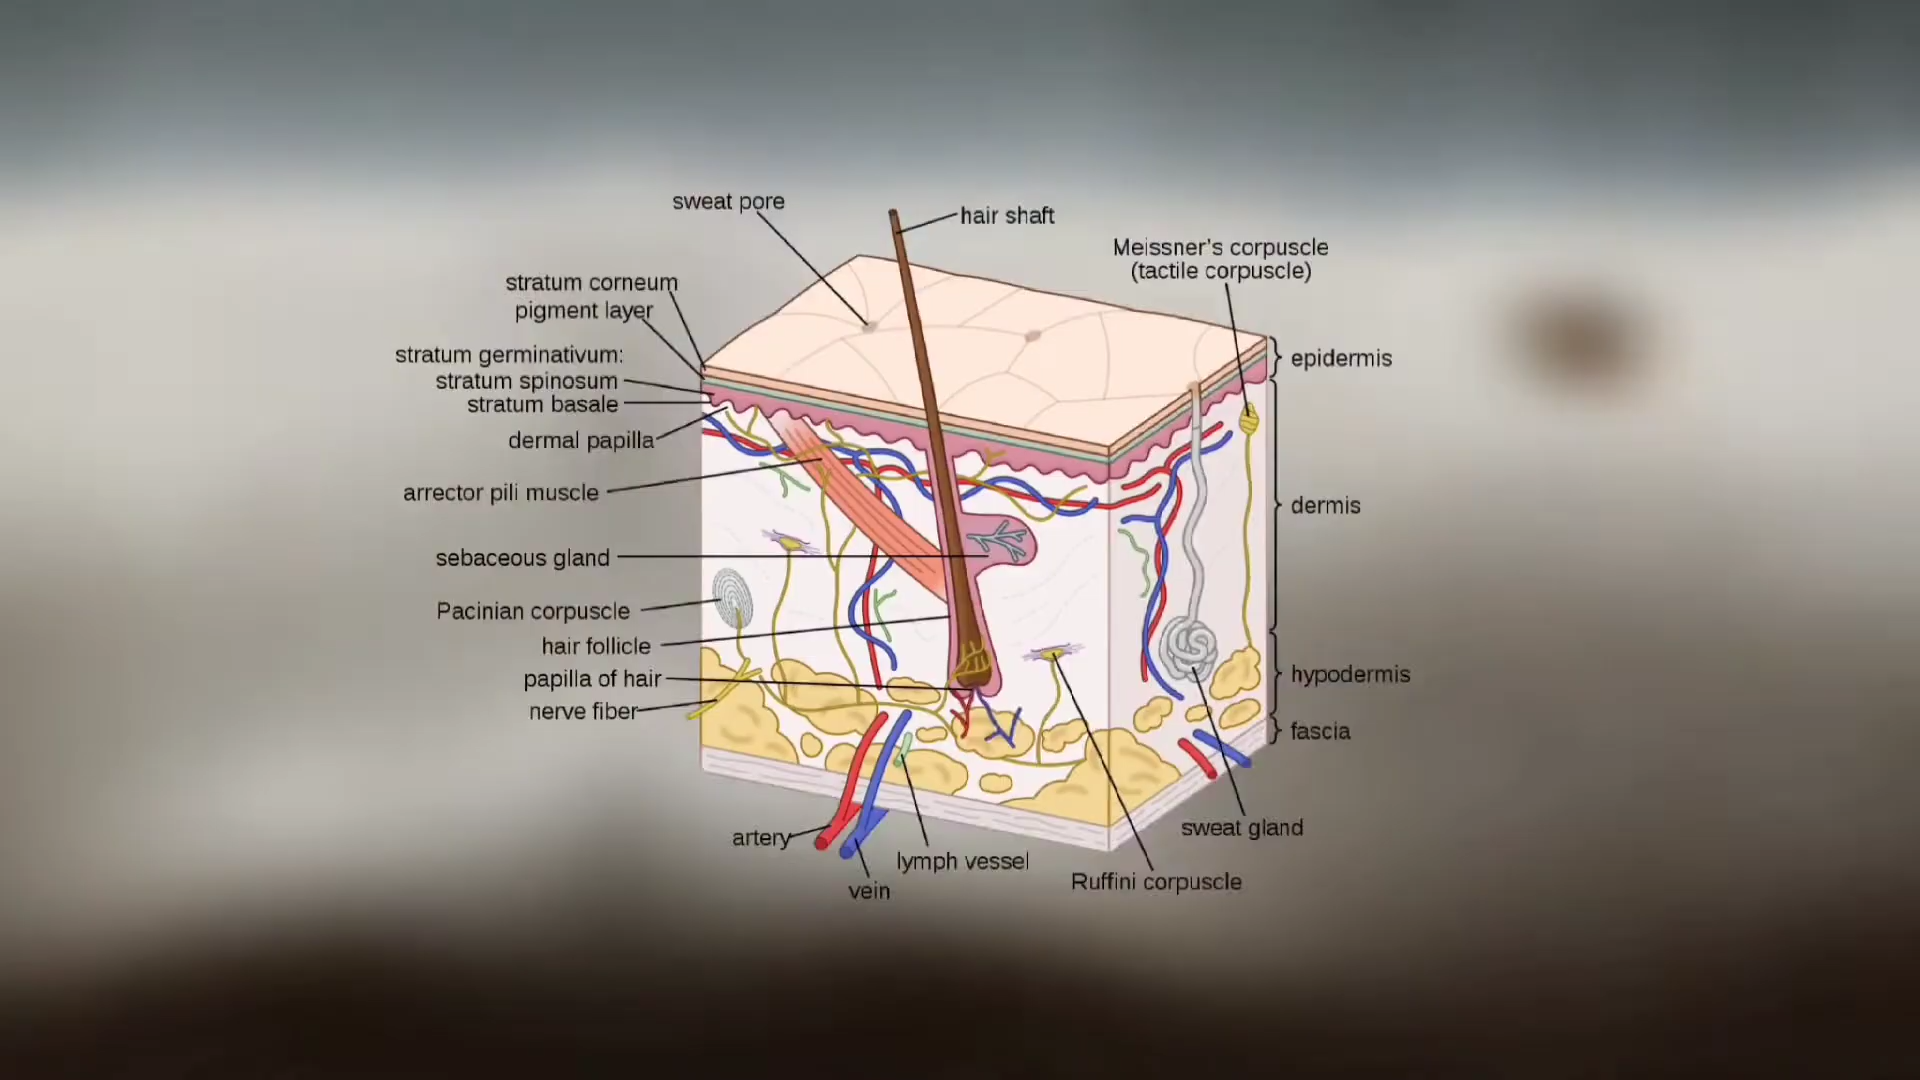 sweat pore
hair shaft
Meissner’s corpuscle
(tactile corpuscle)
stratum corneum
pigment layer
stratum germinativum:
stratum spinosum
stratum basale
dermal papilla
arrector pili muscle
sebaceous gland
Pacinian corpuscle
hair follicle
papilla of hair
nerve fiber
epidermis
dermis
hypodermis
fascia
artery
vein
lymph vessel
sweat gland
Ruffini corpuscle